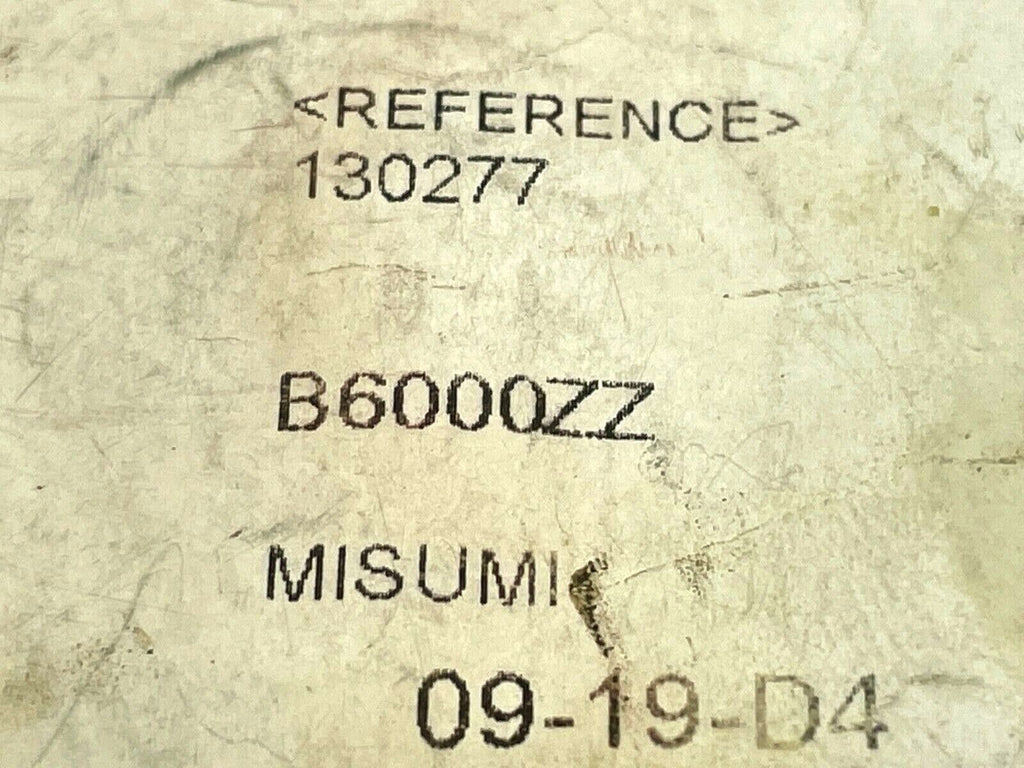 <REFERENCE>
130277
B6000ZZ
MISUMI
09-19-D4